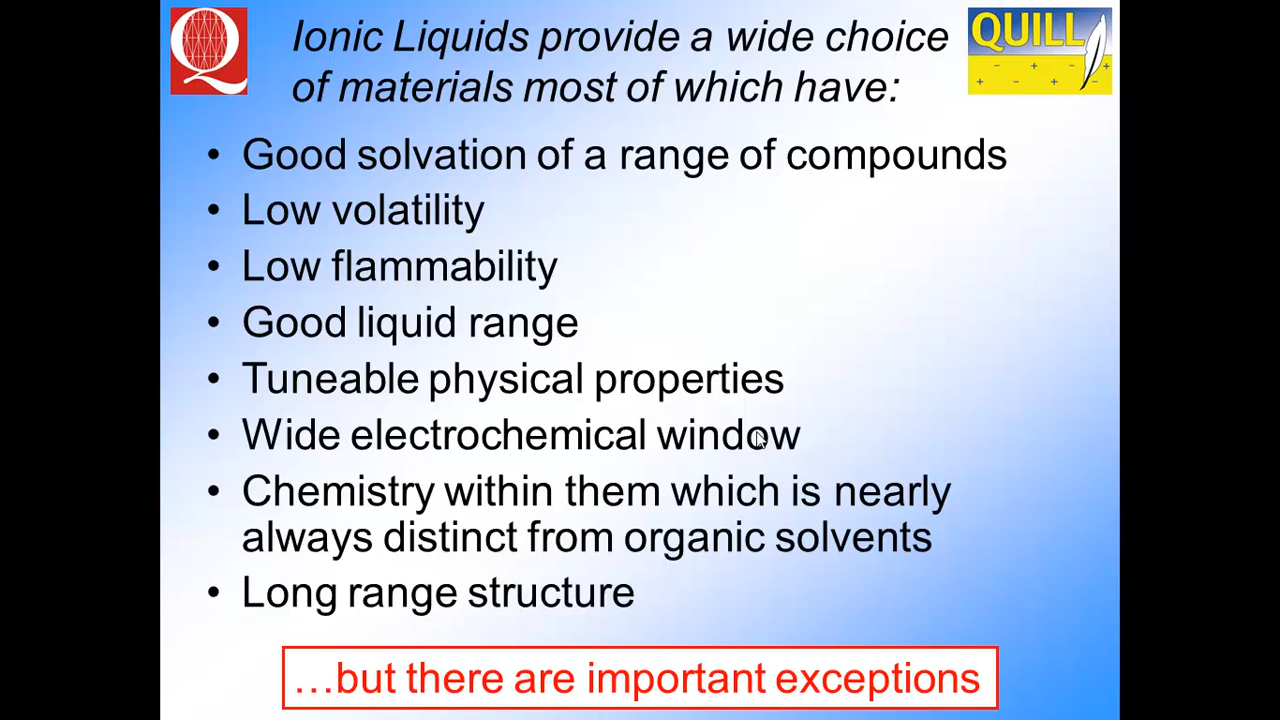 Q
QUILL
Ionic Liquids provide a wide choice
of materials most of which have:
• Good solvation of a range of compounds
• Low volatility
• Low flammability
• Good liquid range
• Tuneable physical properties
• Wide electrochemical window
• Chemistry within them which is nearly
always distinct from organic solvents
• Long range structure
…but there are important exceptions